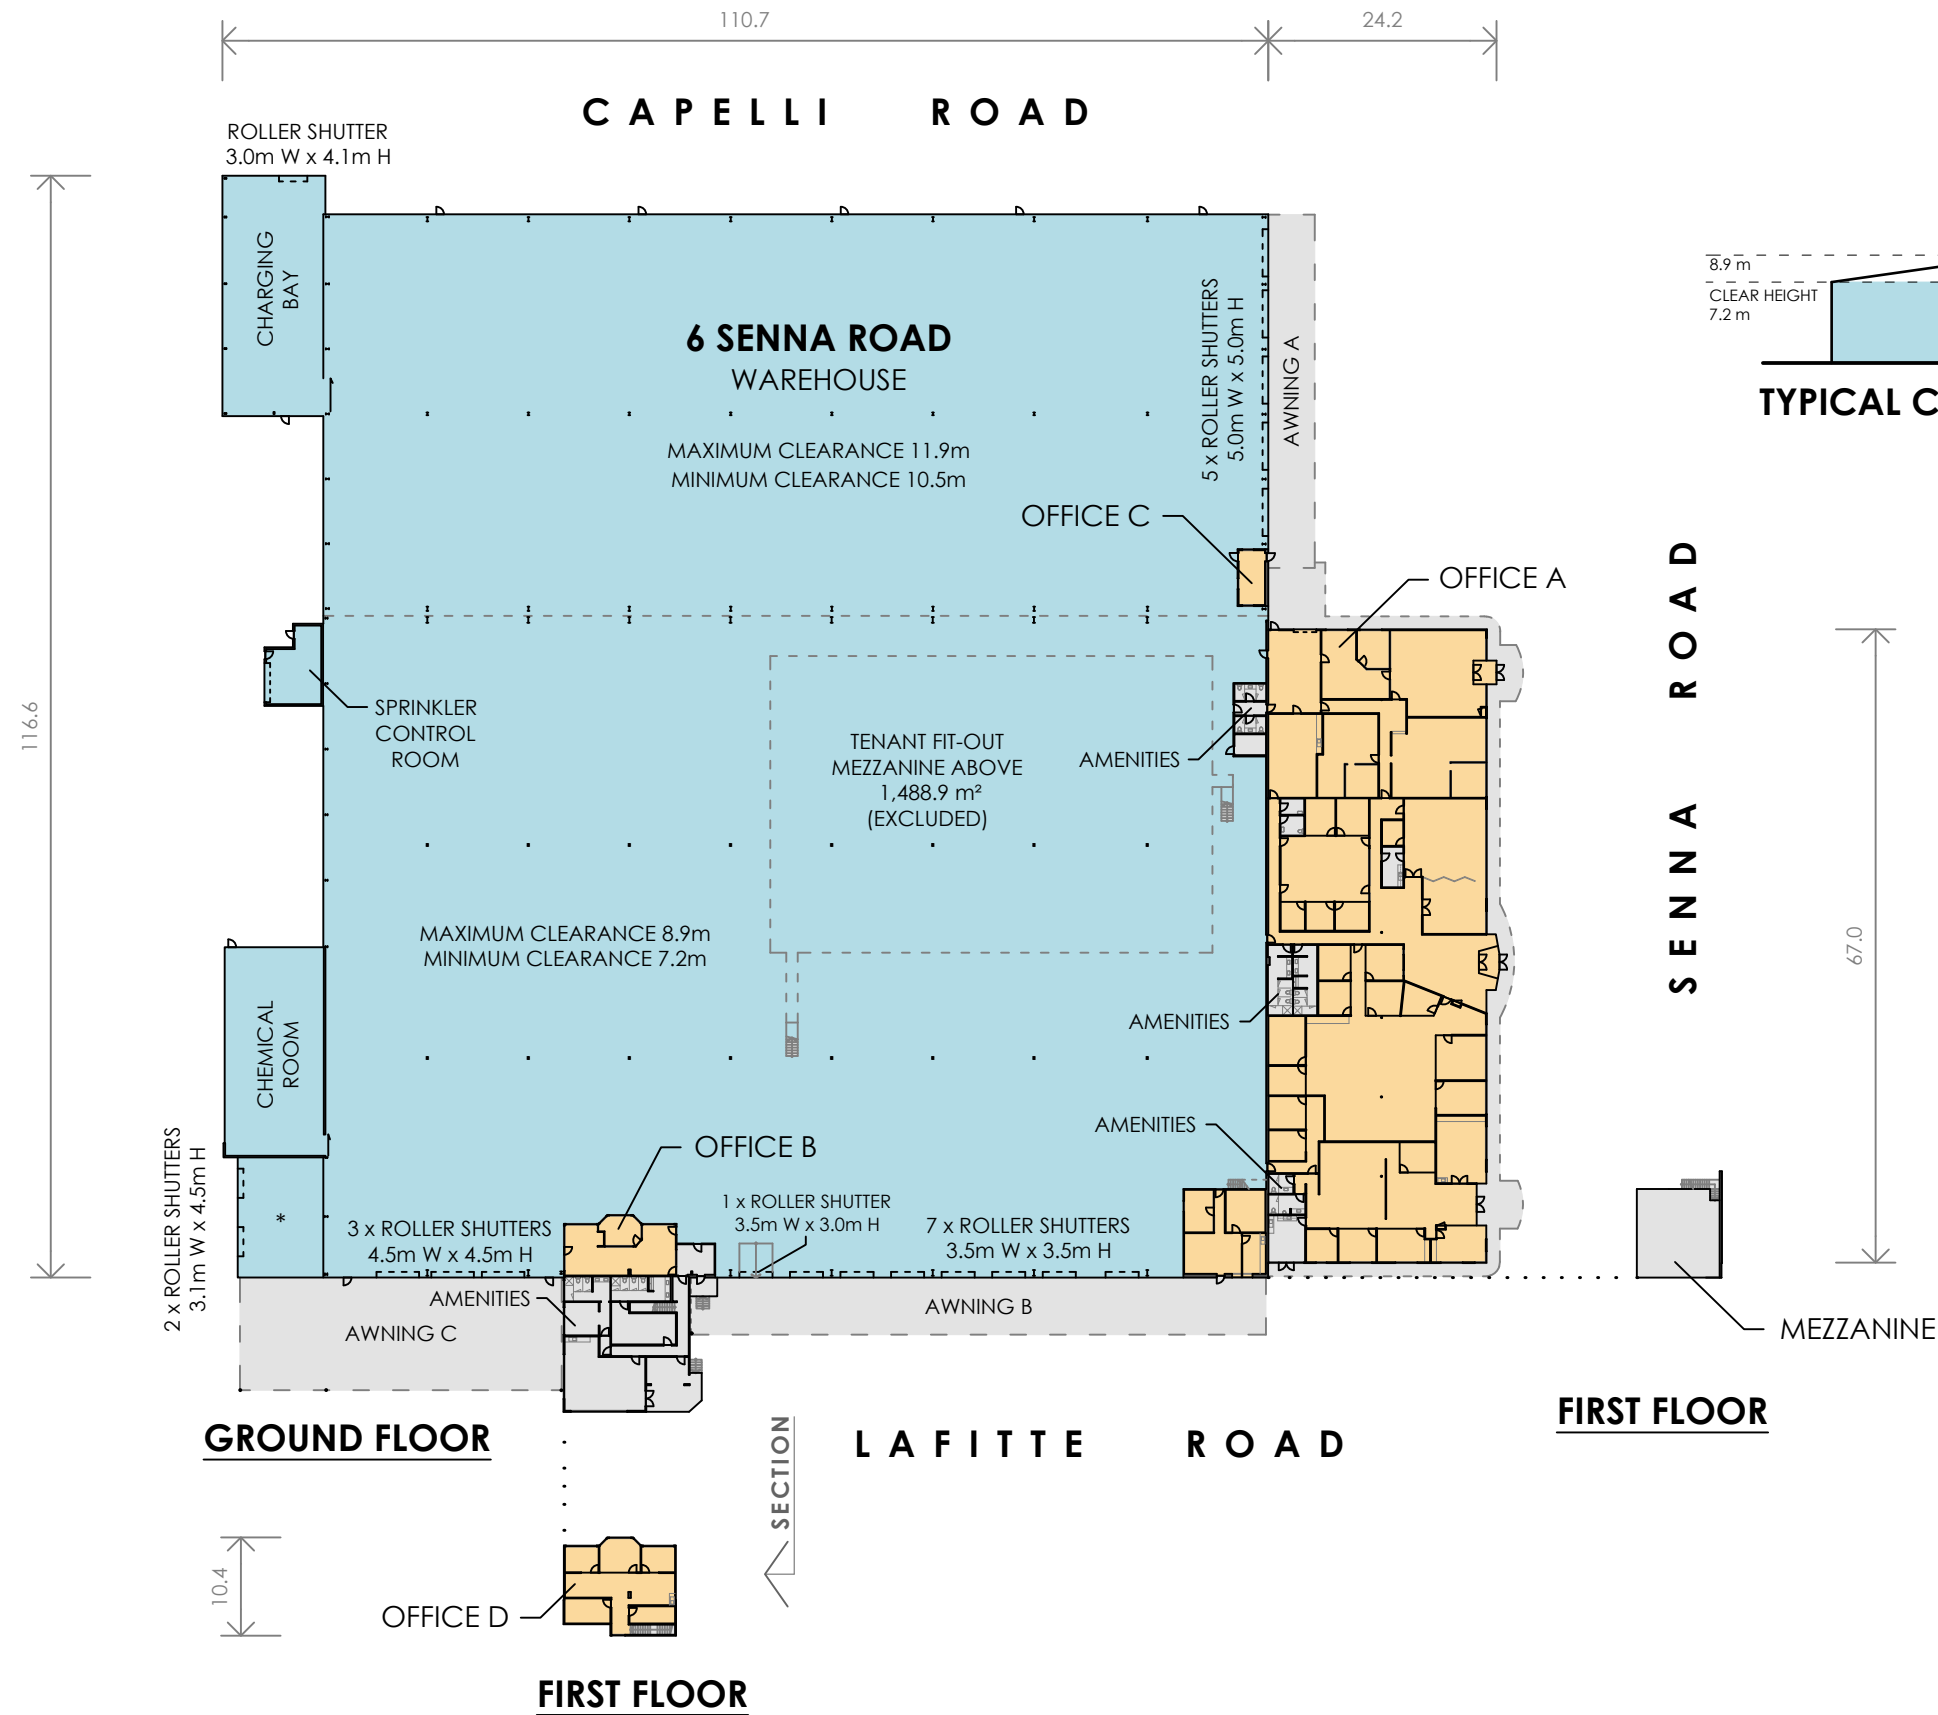 110.7
24.2
CAPELLI ROAD
ROLLER SHUTTER
3.0m W x 4.1m H
116.6
CHARGING
BAY
6 SENNA ROAD
WAREHOUSE
MAXIMUM CLEARANCE 11.9m
MINIMUM CLEARANCE 10.5m
5 x ROLLER SHUTTERS
5.0m W x 5.0m H
AWNING A
8.9 m
CLEAR HEIGHT
7.2 m
TYPICAL C
OFFICE C
OFFICE A
SENNA ROAD
67.0
SPRINKLER
CONTROL
ROOM
TENANT FIT-OUT
MEZZANINE ABOVE
1,488.9 m²
(EXCLUDED)
AMENITIES
MAXIMUM CLEARANCE 8.9m
MINIMUM CLEARANCE 7.2m
CHEMICAL
ROOM
AMENITIES
AMENITIES
OFFICE B
2 x ROLLER SHUTTERS
3.1m W x 4.5m H
*
3 x ROLLER SHUTTERS
4.5m W x 4.5m H
1 x ROLLER SHUTTER
3.5m W x 3.0m H
7 x ROLLER SHUTTERS
3.5m W x 3.5m H
AMENITIES
AWNING C
AWNING B
MEZZANINE
GROUND FLOOR
SECTION
LAFITTE ROAD
FIRST FLOOR
10.4
OFFICE D
FIRST FLOOR